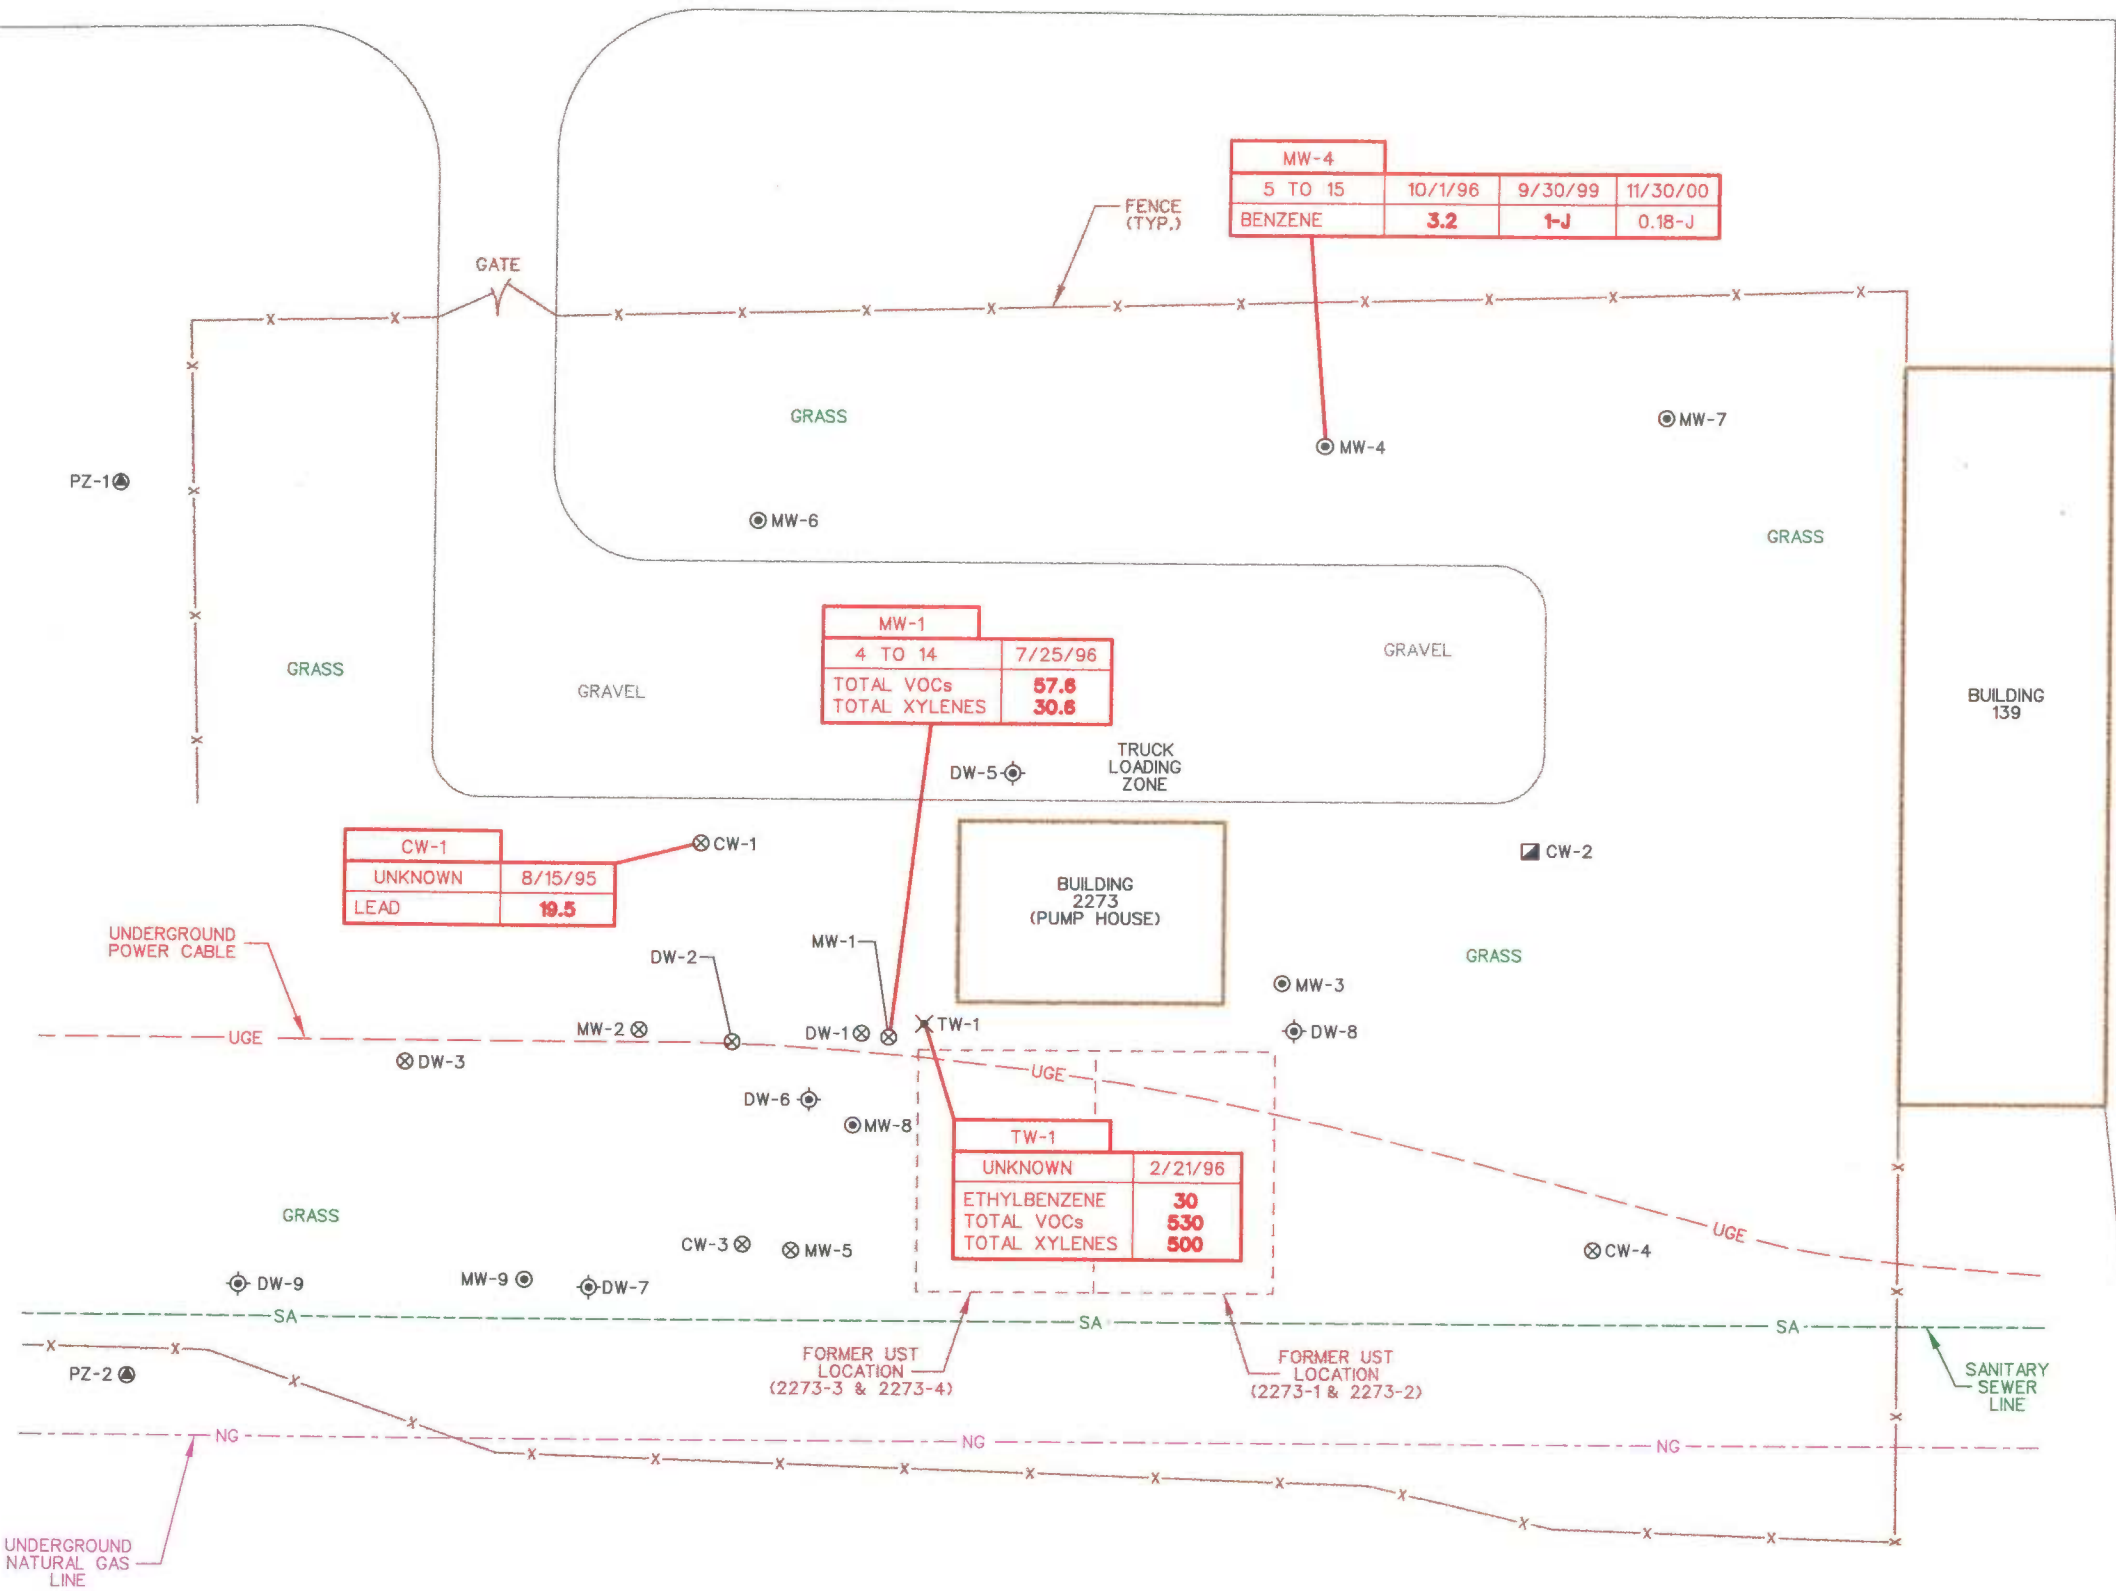 MW-4
5 TO 15 10/1/96 9/30/99 11/30/00
BENZENE 3.2 1-J 0.18-J
FENCE
(TYP.)
GATE
GRASS
MW-7
MW-4
PZ-1
MW-6
GRASS
MW-1
4 TO 14 7/25/96
TOTAL VOCs 57.6
TOTAL XYLENES 30.6
GRAVEL
GRASS
GRAVEL
BUILDING
139
TRUCK
LOADING
ZONE
DW-5
CW-1
UNKNOWN 8/15/95
LEAD 19.5
CW-1
CW-2
BUILDING
2273
(PUMP HOUSE)
UNDERGROUND
POWER CABLE
MW-1
DW-2
GRASS
MW-3
UGE
MW-2
DW-1
TW-1
DW-8
DW-3
UGE
DW-6
MW-8
TW-1
UNKNOWN 2/21/96
ETHYLBENZENE 30
TOTAL VOCs 530
TOTAL XYLENES 500
GRASS
UGE
CW-3
MW-5
CW-4
DW-9
MW-9
DW-7
SA
SA
SA
FORMER UST
LOCATION
(2273-3 & 2273-4)
FORMER UST
LOCATION
(2273-1 & 2273-2)
SANITARY
SEWER
LINE
PZ-2
X X X X X X X X X X X X X X X X X X X X X X X X X X X X X X X X X X
NG
NG
NG
UNDERGROUND
NATURAL GAS
LINE